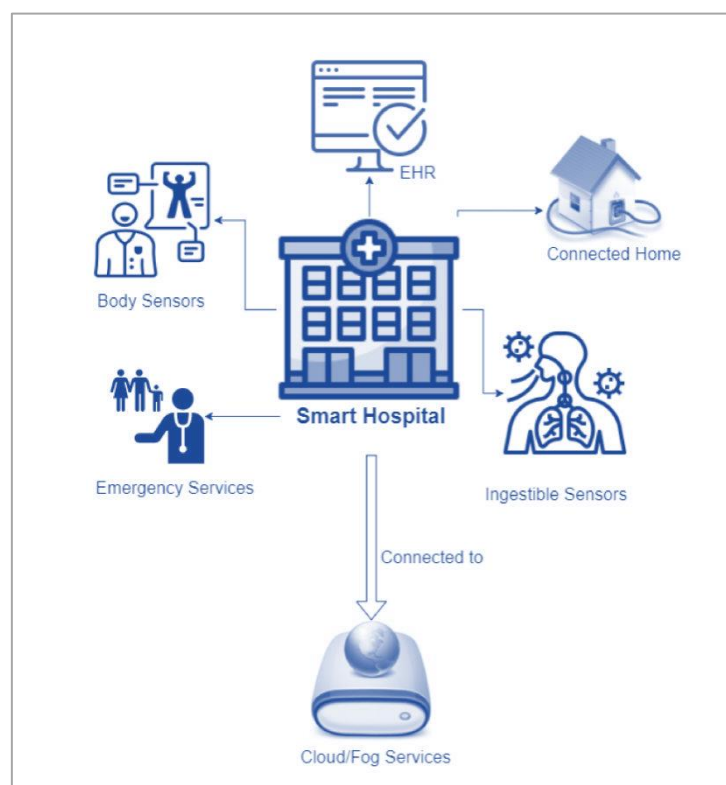 EHR
Connected Home
Body Sensors
Smart Hospital
Emergency Services
Ingestible Sensors
Connected to
Cloud/Fog Services